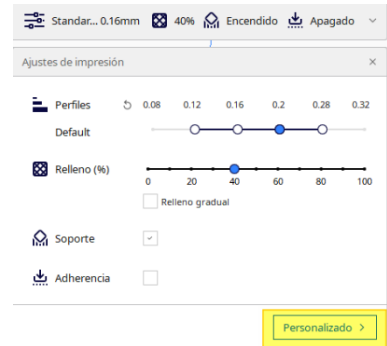 Standar... 0.16mm 40% Encendido Apagado
Ajustes de impresión
Perfiles 0.08 0.12 0.16 0.2 0.28 0.32
Default
Relleno (%)
0 20 40 60 80 100
Relleno gradual
Soporte
Adherencia
Personalizado >